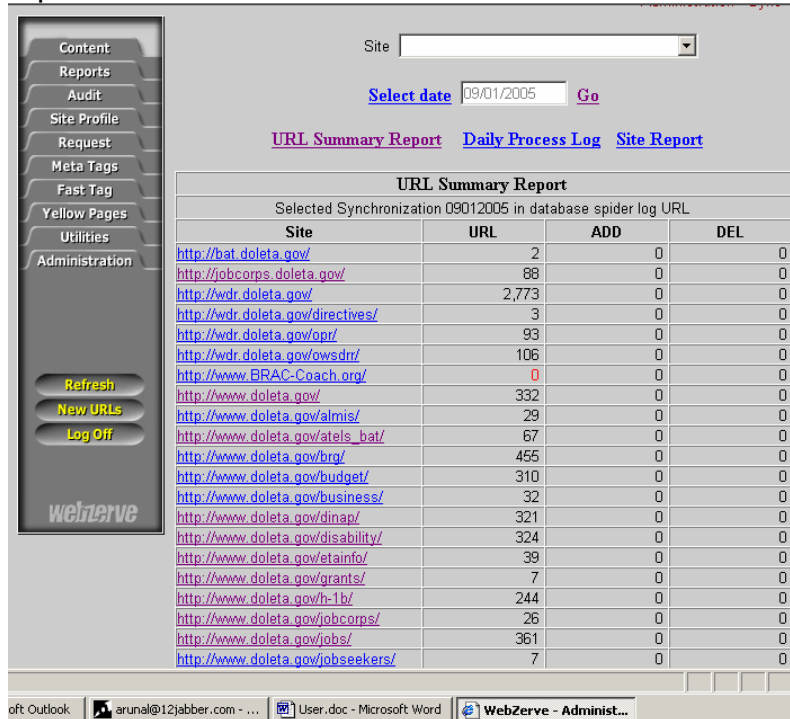 Content
Reports
Audit
Site Profile
Request
Meta Tags
Fast Tag
Yellow Pages
Utilities
Administration
Refresh
New URLs
Log Off
webzerve
Site
Select date 09/01/2005 Go
URL Summary Report Daily Process Log Site Report
URL Summary Report
Selected Synchronization 09012005 in database spider log URL
Site URL ADD DEL
http://bat.doleta.gov/ 2 0 0
http://jobcorps.doleta.gov/ 88 0 0
http://wdr.doleta.gov/ 2,773 0 0
http://wdr.doleta.gov/directives/ 3 0 0
http://wdr.doleta.gov/opr/ 93 0 0
http://wdr.doleta.gov/owsdrr/ 106 0 0
http://www.BRAC-Coach.org/ 0 0 0
http://www.doleta.gov/ 332 0 0
http://www.doleta.gov/almis/ 29 0 0
http://www.doleta.gov/atels_bat/ 67 0 0
http://www.doleta.gov/brg/ 455 0 0
http://www.doleta.gov/budget/ 310 0 0
http://www.doleta.gov/business/ 32 0 0
http://www.doleta.gov/dinap/ 321 0 0
http://www.doleta.gov/disability/ 324 0 0
http://www.doleta.gov/etainfo/ 39 0 0
http://www.doleta.gov/grants/ 7 0 0
http://www.doleta.gov/h-1b/ 244 0 0
http://www.doleta.gov/jobcorps/ 26 0 0
http://www.doleta.gov/jobs/ 361 0 0
http://www.doleta.gov/jobseekers/ 7 0 0
oft Outlook arunal@12jabber.com - ... User.doc - Microsoft Word WebZerve - Administ...